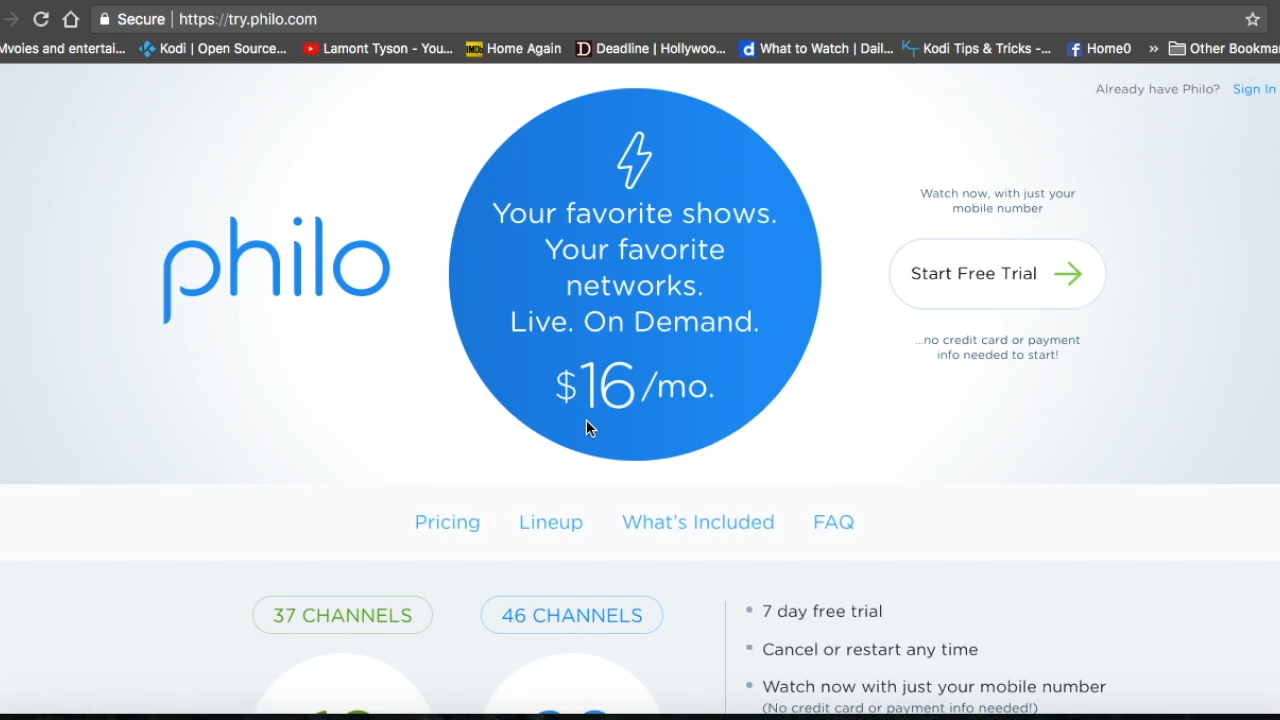 Secure | https://try.philo.com
Mvoies and entertai...
Kodi | Open Source...
Lamont Tyson - You...
IMDb Home Again
D Deadline | Hollywoo...
d What to Watch | Dail...
KT Kodi Tips & Tricks -...
f Home0
»
Other Bookma
Already have Philo? Sign In
philo
Your favorite shows.
Your favorite
networks.
Live. On Demand.
$16/mo.
Watch now, with just your
mobile number
Start Free Trial
...no credit card or payment
info needed to start!
Pricing
Lineup
What's Included
FAQ
37 CHANNELS
46 CHANNELS
• 7 day free trial
• Cancel or restart any time
• Watch now with just your mobile number
(No credit card or payment info needed!)